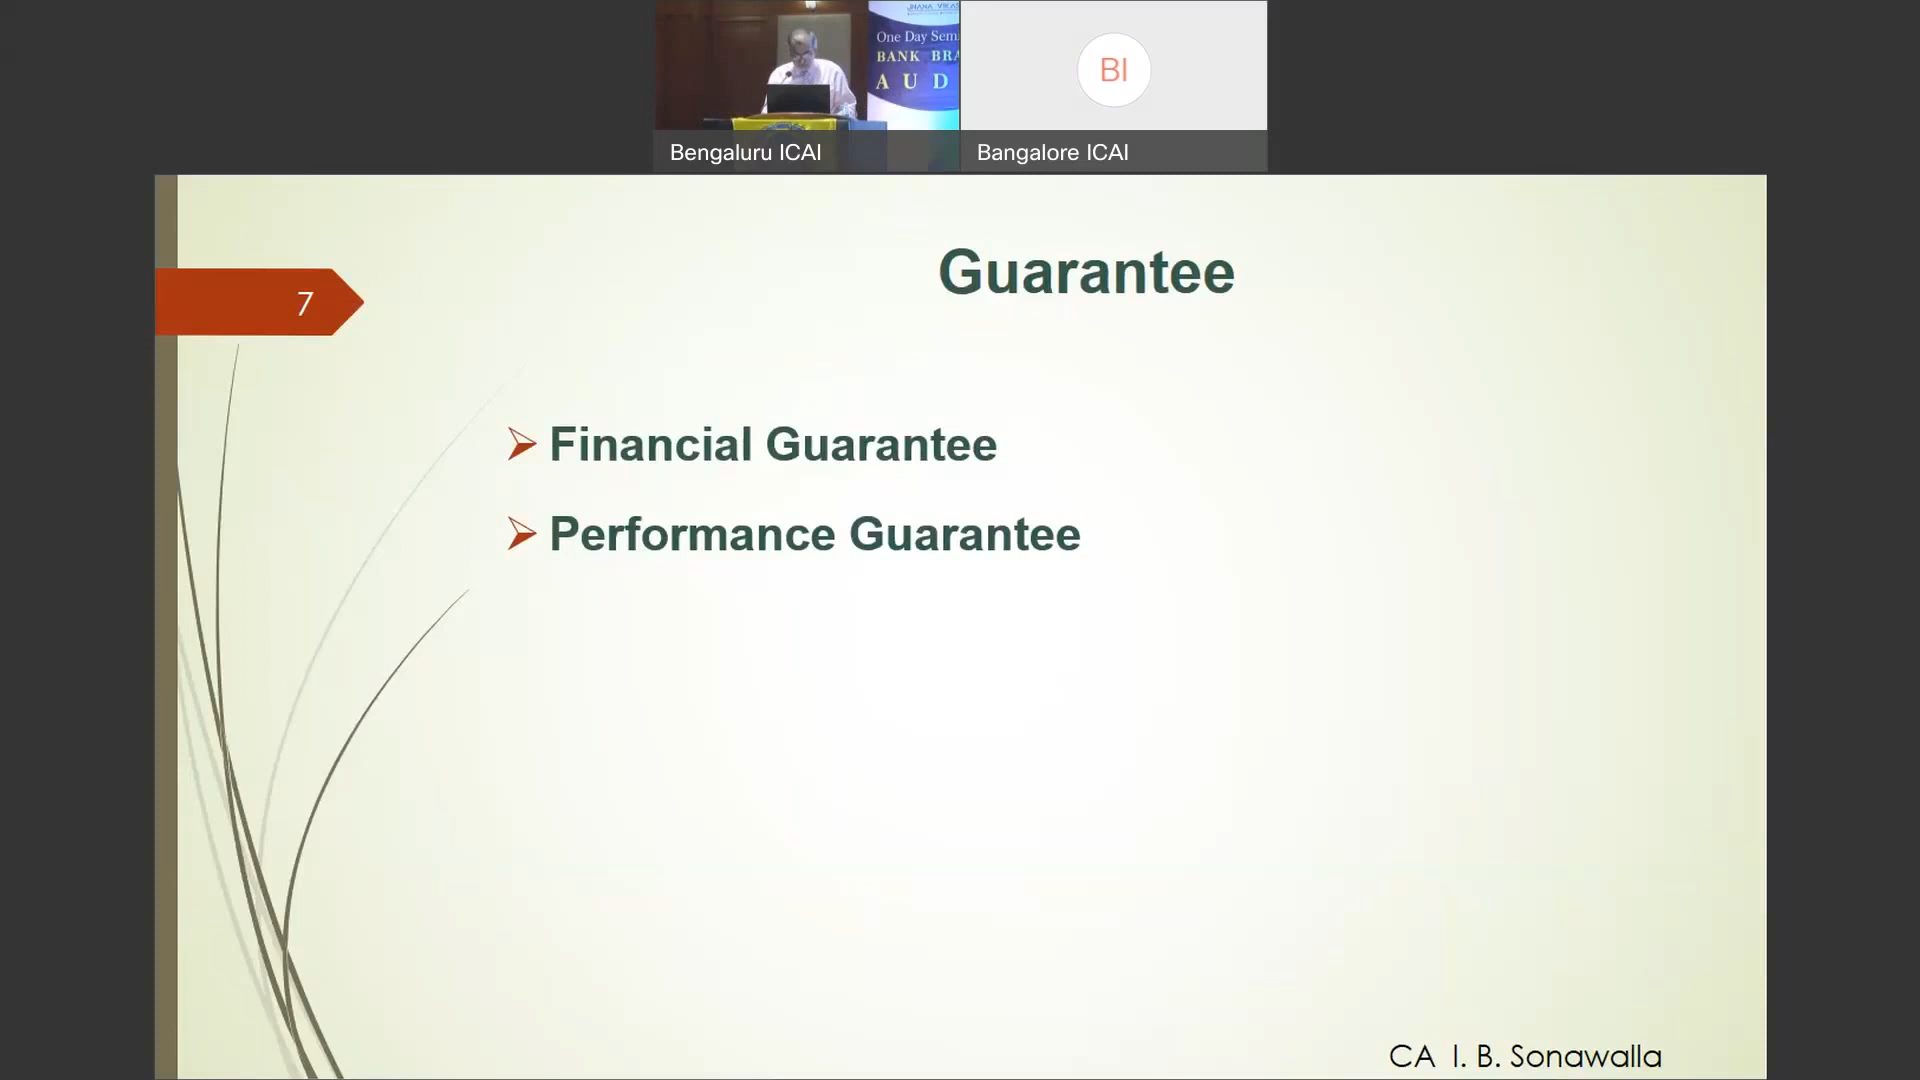 One Day Sem
BANK BRA
A U D
Bengaluru ICAI
BI
Bangalore ICAI
Guarantee
7
Financial Guarantee
Performance Guarantee
CA I. B. Sonawalla